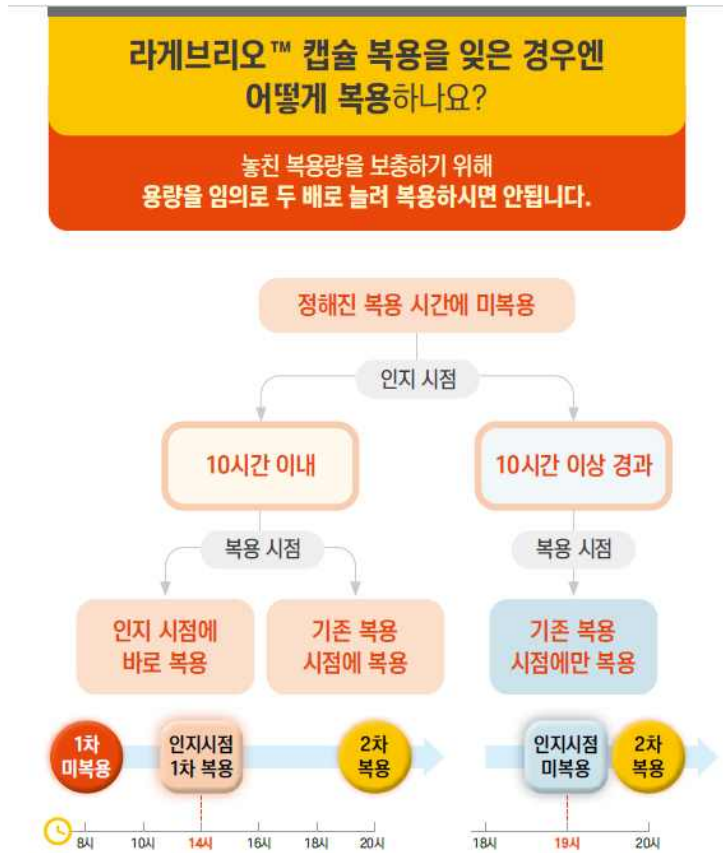 라게브리오™ 캡슐 복용을 잊은 경우엔
어떻게 복용하나요?
놓친 복용량을 보충하기 위해
용량을 임의로 두 배로 늘려 복용하시면 안됩니다.
정해진 복용 시간에 미복용
인지 시점
10시간 이내
10시간 이상 경과
복용 시점
복용 시점
인지 시점에
바로 복용
기존 복용
시점에 복용
기존 복용
시점에만 복용
1차
미복용
인지시점
1차 복용
2차
복용
인지시점
미복용
2차
복용
8시 10시 14시 16시 18시 20시
18시 19시 20시